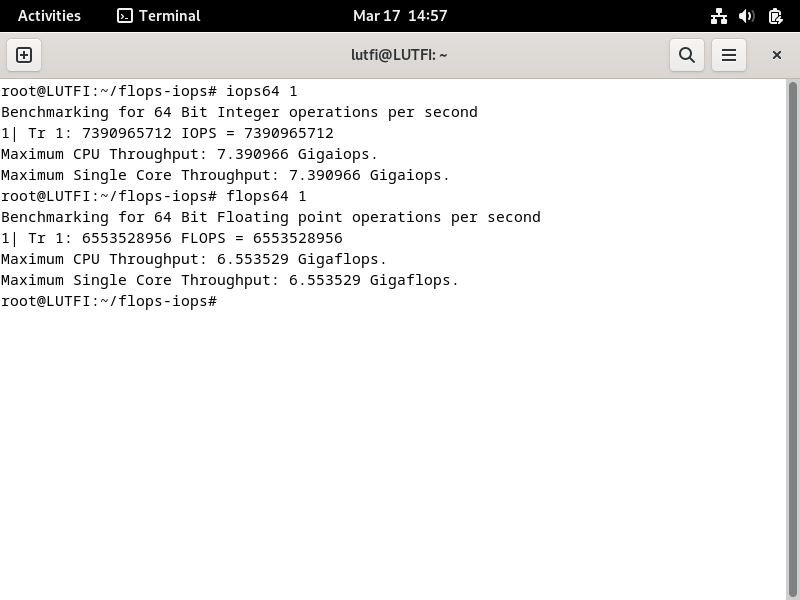 Activities Terminal Mar 17 14:57
lutfi@LUTFI: ~
root@LUTFI:~/flops-iops# iops64 1
Benchmarking for 64 Bit Integer operations per second
1| Tr 1: 7390965712 IOPS = 7390965712
Maximum CPU Throughput: 7.390966 Gigaiops.
Maximum Single Core Throughput: 7.390966 Gigaiops.
root@LUTFI:~/flops-iops# flops64 1
Benchmarking for 64 Bit Floating point operations per second
1| Tr 1: 6553528956 FLOPS = 6553528956
Maximum CPU Throughput: 6.553529 Gigaflops.
Maximum Single Core Throughput: 6.553529 Gigaflops.
root@LUTFI:~/flops-iops#